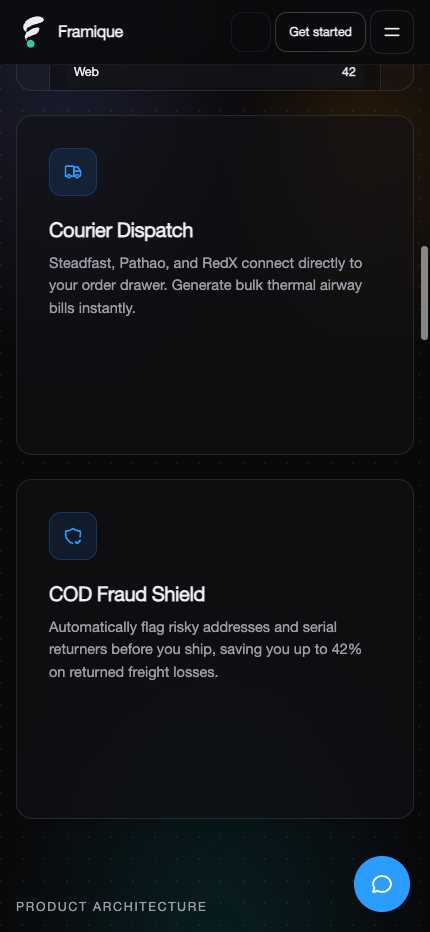 Framique
Get started
Web 42
Courier Dispatch
Steadfast, Pathao, and RedX connect directly to
your order drawer. Generate bulk thermal airway
bills instantly.
COD Fraud Shield
Automatically flag risky addresses and serial
returners before you ship, saving you up to 42%
on returned freight losses.
PRODUCT ARCHITECTURE